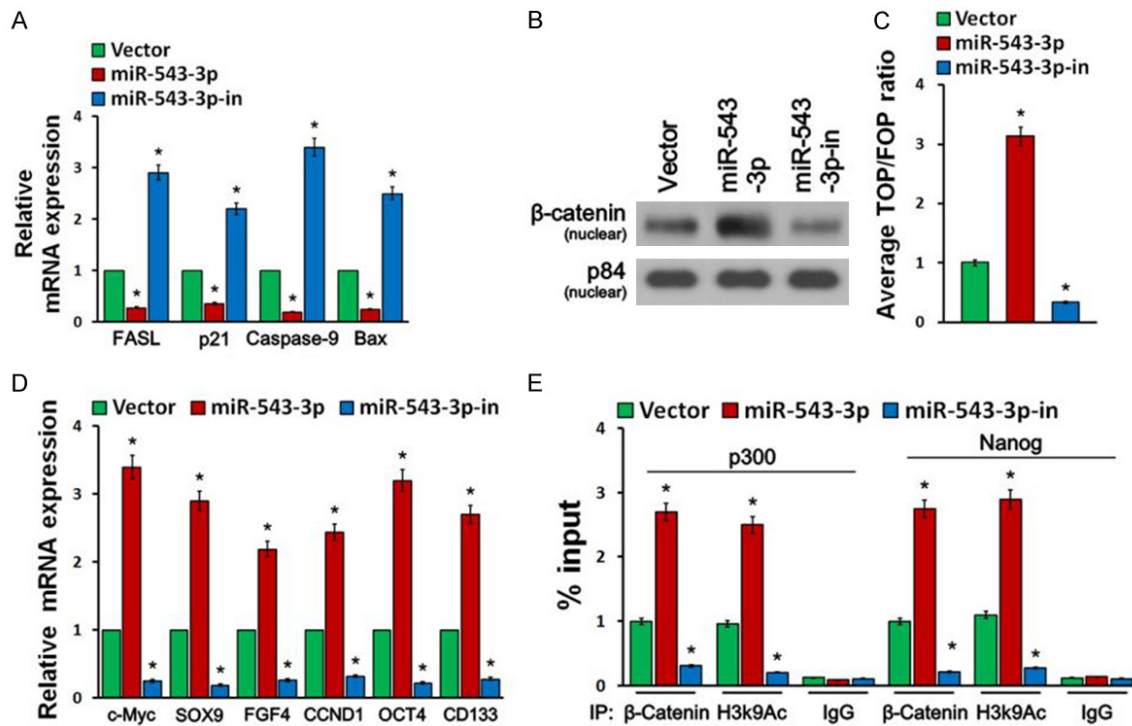 A
Vector
miR-543-3p
miR-543-3p-in
Relative
mRNA expression
4
3
2
1
0
* * * * * * * *
FASL p21 Caspase-9 Bax
B
Vector
miR-543
-3p
miR-543
-3p-in
β-catenin
(nuclear)
p84
(nuclear)
C
Vector
miR-543-3p
miR-543-3p-in
Average TOP/FOP ratio
4
3
2
1
0
* *
D
Vector miR-543-3p miR-543-3p-in
Relative mRNA expression
4
3
2
1
0
* * * * * * * * * * * *
c-Myc SOX9 FGF4 CCND1 OCT4 CD133
E
Vector miR-543-3p miR-543-3p-in
% input
4
3
2
1
0
p300 Nanog
* * * * * * * *
IP: β-Catenin H3k9Ac IgG β-Catenin H3k9Ac IgG